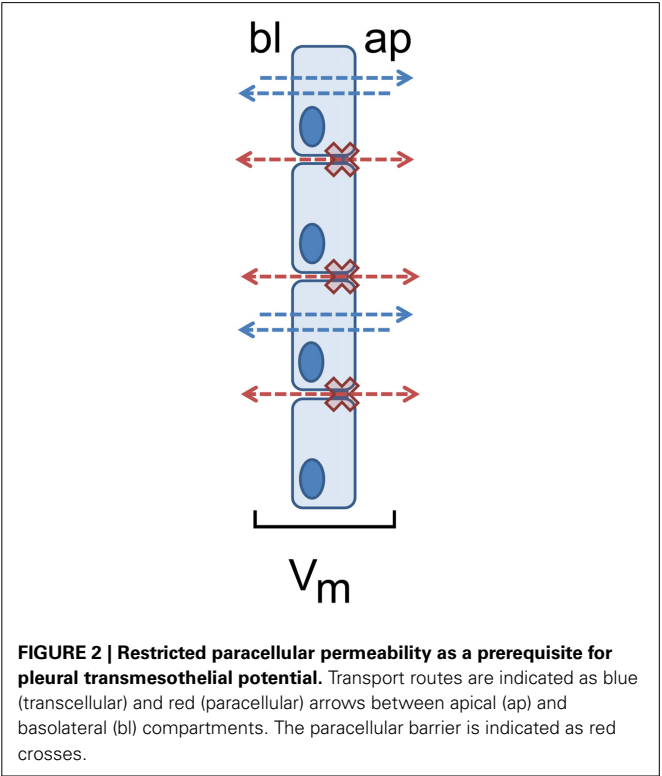 bl ap
Vm
FIGURE 2 | Restricted paracellular permeability as a prerequisite for
pleural transmesothelial potential. Transport routes are indicated as blue
(transcellular) and red (paracellular) arrows between apical (ap) and
basolateral (bl) compartments. The paracellular barrier is indicated as red
crosses.